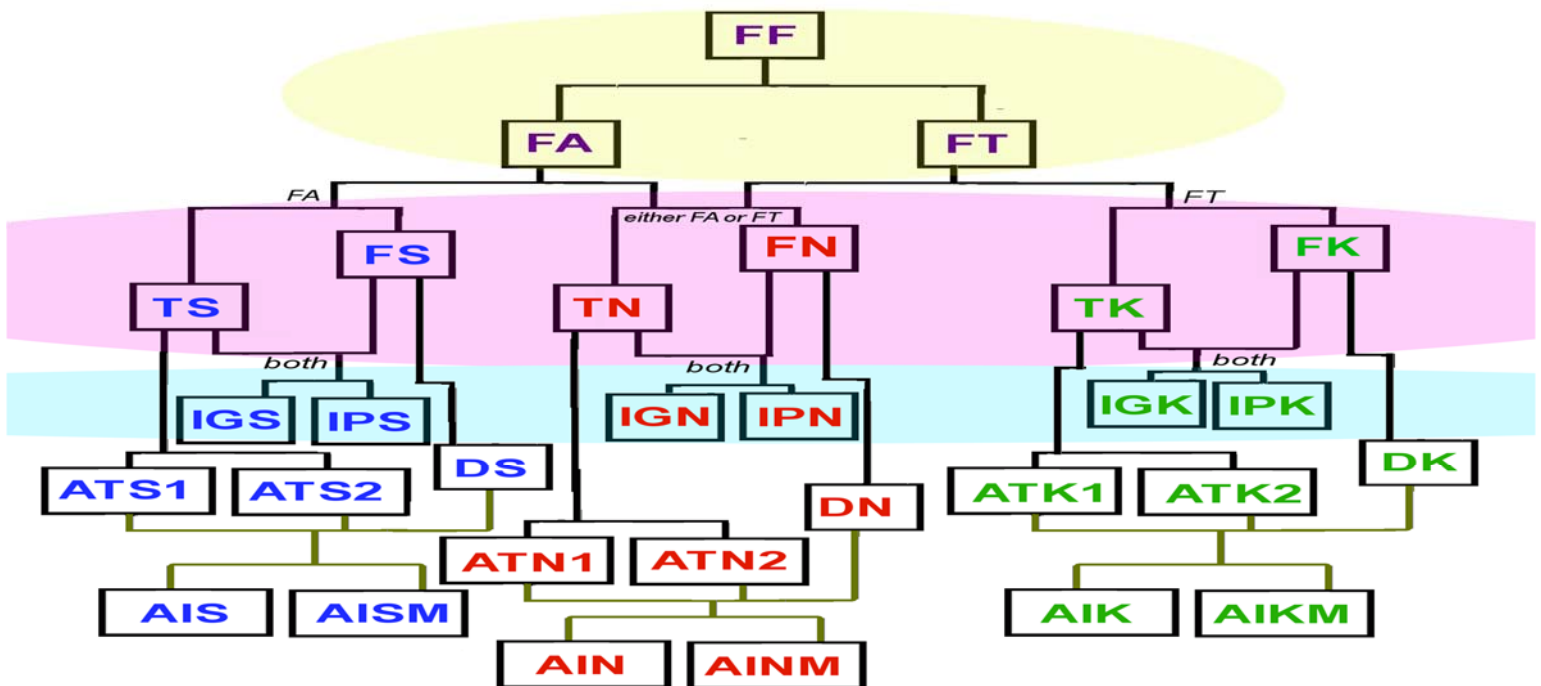 FF
FA FT
FA FT
either FA or FT
FS FN FK
TS TN TK
both both both
IGS IPS IGN IPN IGK IPK
DS DK
ATS1 ATS2 ATK1 ATK2
DN
ATN1 ATN2
AIS AISM AIK AIKM
AIN AINM